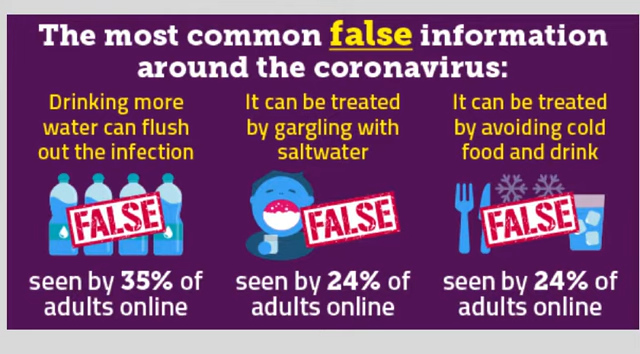 The most common false information
around the coronavirus:
Drinking more
water can flush
out the infection
FALSE
seen by 35% of
adults online
It can be treated
by gargling with
saltwater
FALSE
seen by 24% of
adults online
It can be treated
by avoiding cold
food and drink
FALSE
seen by 24% of
adults online